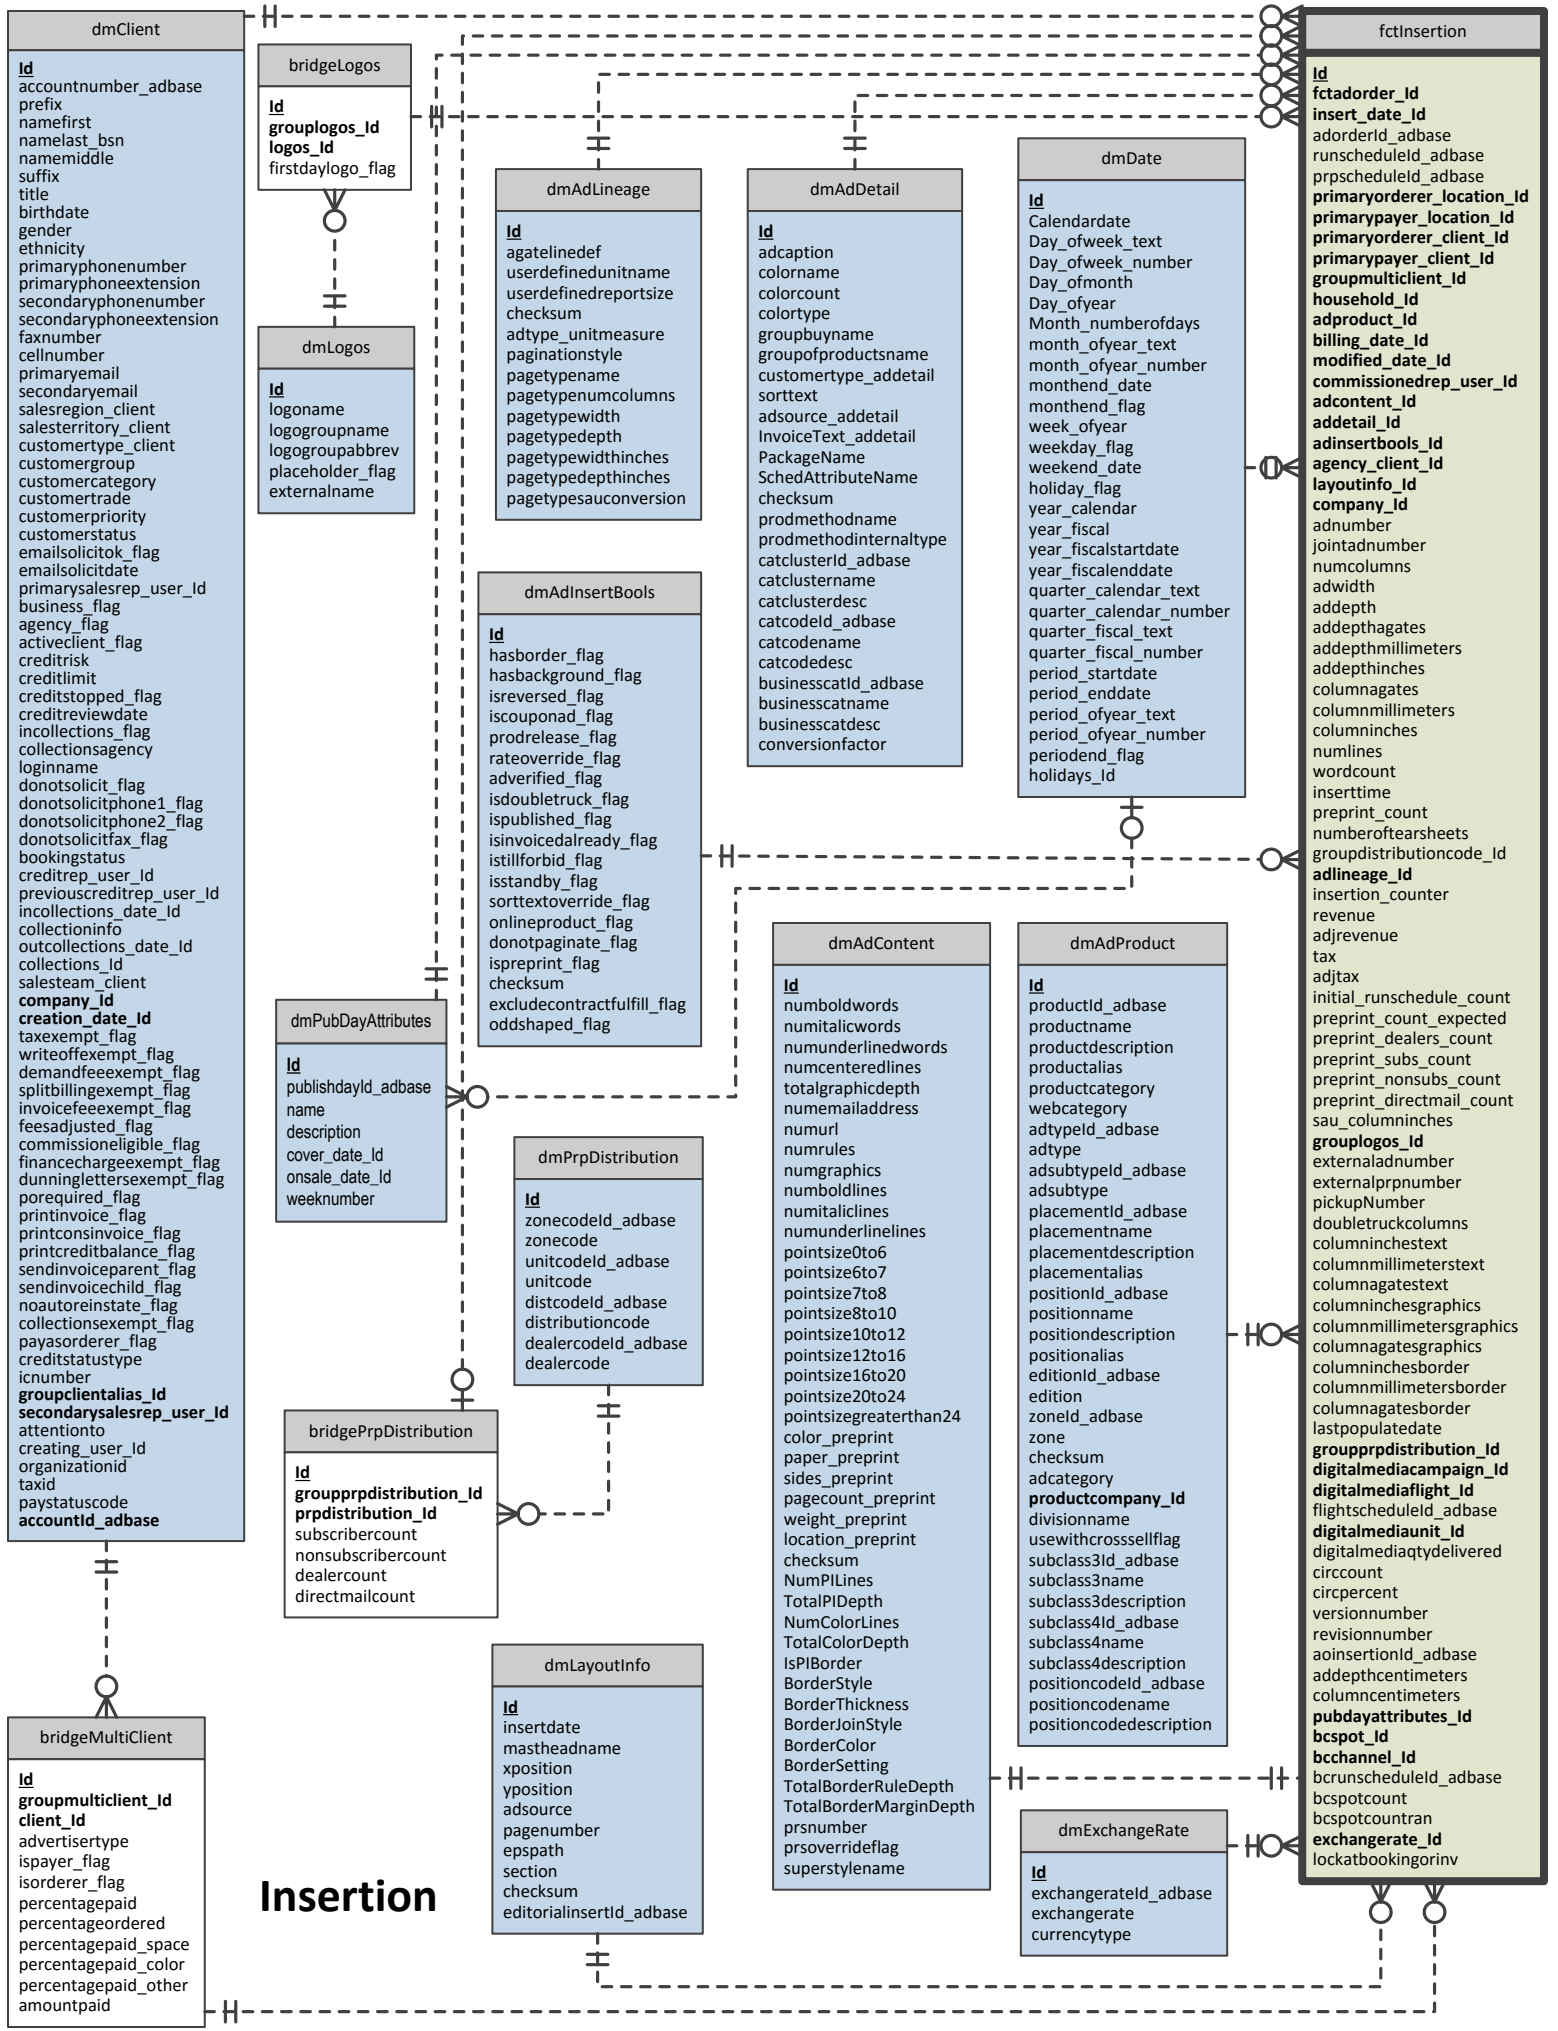 dmClient
Id
accountnumber_adbase
prefix
namefirst
namelast_bsn
namemiddle
suffix
title
birthdate
gender
ethnicity
primaryphonenumber
primaryphoneextension
secondaryphonenumber
secondaryphoneextension
faxnumber
cellnumber
primaryemail
secondaryemail
salesregion_client
salesterritory_client
customertype_client
customergroup
customercategory
customertrade
customerpriority
customerstatus
emailsolicitok_flag
emailsolicitdate
primarysalesrep_user_Id
business_flag
agency_flag
activeclient_flag
creditrisk
creditlimit
creditstopped_flag
creditreviewdate
incollections_flag
collectionsagency
loginname
donotsolicit_flag
donotsolicitphone1_flag
donotsolicitphone2_flag
donotsolicitfax_flag
bookingstatus
creditrep_user_Id
previouscreditrep_user_Id
incollections_date_Id
collectioninfo
outcollections_date_Id
collections_Id
salesteam_client
company_Id
creation_date_Id
taxexempt_flag
writeoffexempt_flag
demandfeeexempt_flag
splitbillingexempt_flag
invoicefeeexempt_flag
feesadjusted_flag
commissioneligible_flag
financechargeexempt_flag
dunninglettersexempt_flag
porequired_flag
printinvoice_flag
printconsinvoice_flag
printcreditbalance_flag
sendinvoiceparent_flag
sendinvoicechild_flag
noautoreinstate_flag
collectionsexempt_flag
payasorderer_flag
creditstatustype
icnumber
groupclientalias_Id
secondarysalesrep_user_Id
attentionto
creating_user_Id
organizationid
taxid
paystatuscode
accountId_adbase
bridgeMultiClient
Id
groupmulticlient_Id
client_Id
advertisertype
ispayer_flag
isorderer_flag
percentagepaid
percentageordered
percentagepaid_space
percentagepaid_color
percentagepaid_other
amountpaid
bridgeLogos
Id
grouplogos_Id
logos_Id
firstdaylogo_flag
dmLogos
Id
logoname
logogroupname
logogroupabbrev
placeholder_flag
externalname
dmPubDayAttributes
Id
publishdayId_adbase
name
description
cover_date_Id
onsale_date_Id
weeknumber
bridgePrpDistribution
Id
groupprpdistribution_Id
prpdistribution_Id
subscribercount
nonsubscribercount
dealercount
directmailcount
Insertion
dmAdLineage
Id
agatelinedef
userdefinedunitname
userdefinedreportsize
checksum
adtype_unitmeasure
paginationstyle
pagetypename
pagetypenumcolumns
pagetypewidth
pagetypedepth
pagetypewidthinches
pagetypedepthinches
pagetypesauconversion
dmAdInsertBools
Id
hasborder_flag
hasbackground_flag
isreversed_flag
iscouponad_flag
prodrelease_flag
rateoverride_flag
adverified_flag
isdoubletruck_flag
ispublished_flag
isinvoicedalready_flag
istillforbid_flag
isstandby_flag
sorttextoverride_flag
onlineproduct_flag
donotpaginate_flag
ispreprint_flag
checksum
excludecontractfulfill_flag
oddshaped_flag
dmPrpDistribution
Id
zonecodeId_adbase
zonecode
unitcodeId_adbase
unitcode
distcodeId_adbase
distributioncode
dealercodeId_adbase
dealercode
dmLayoutInfo
Id
insertdate
mastheadname
xposition
yposition
adsource
pagenumber
epspath
section
checksum
editorialinsertId_adbase
dmAdDetail
Id
adcaption
colorname
colorcount
colortype
groupbuyname
groupofproductsname
customertype_addetail
sorttext
adsource_addetail
InvoiceText_addetail
PackageName
SchedAttributeName
checksum
prodmethodname
prodmethodinternaltype
catclusterId_adbase
catclustername
catclusterdesc
catcodeId_adbase
catcodename
catcodedesc
businesscatId_adbase
businesscatname
businesscatdesc
conversionfactor
dmAdContent
Id
numboldwords
numitalicwords
numunderlinedwords
numcenteredlines
totalgraphicdepth
numemailaddress
numurl
numrules
numgraphics
numboldlines
numitaliclines
numunderlinelines
pointsize0to6
pointsize6to7
pointsize7to8
pointsize8to10
pointsize10to12
pointsize12to16
pointsize16to20
pointsize20to24
pointsizegreaterthan24
color_preprint
paper_preprint
sides_preprint
pagecount_preprint
weight_preprint
location_preprint
checksum
NumPILines
TotalPIDepth
NumColorLines
TotalColorDepth
IsPIBorder
BorderStyle
BorderThickness
BorderJoinStyle
BorderColor
BorderSetting
TotalBorderRuleDepth
TotalBorderMarginDepth
prsnumber
prsoverrideflag
superstylename
dmDate
Id
Calendardate
Day_ofweek_text
Day_ofweek_number
Day_ofmonth
Day_ofyear
Month_numberofdays
month_ofyear_text
month_ofyear_number
monthend_date
monthend_flag
week_ofyear
weekday_flag
weekend_date
holiday_flag
year_calendar
year_fiscal
year_fiscalstartdate
year_fiscalenddate
quarter_calendar_text
quarter_calendar_number
quarter_fiscal_text
quarter_fiscal_number
period_startdate
period_enddate
period_ofyear_text
period_ofyear_number
periodend_flag
holidays_Id
dmAdProduct
Id
productId_adbase
productname
productdescription
productalias
productcategory
webcategory
adtypeId_adbase
adtype
adsubtypeId_adbase
adsubtype
placementId_adbase
placementname
placementdescription
placementalias
positionId_adbase
positionname
positiondescription
positionalias
editionId_adbase
edition
zoneId_adbase
zone
checksum
adcategory
productcompany_Id
divisionname
usewithcrosssellflag
subclass3Id_adbase
subclass3name
subclass3description
subclass4Id_adbase
subclass4name
subclass4description
positioncodeId_adbase
positioncodename
positioncodedescription
dmExchangeRate
Id
exchangerateId_adbase
exchangerate
currencytype
fctInsertion
Id
fctadorder_Id
insert_date_Id
adorderId_adbase
runscheduleId_adbase
prpscheduleId_adbase
primaryorderer_location_Id
primarypayer_location_Id
primaryorderer_client_Id
primarypayer_client_Id
groupmulticlient_Id
household_Id
adproduct_Id
billing_date_Id
modified_date_Id
commissionedrep_user_Id
adcontent_Id
addetail_Id
adinsertbools_Id
agency_client_Id
layoutinfo_Id
company_Id
adnumber
jointadnumber
numcolumns
adwidth
addepth
addepthagates
addepthmillimeters
addepthinches
columnagates
columnmillimeters
columninches
numlines
wordcount
inserttime
preprint_count
numberoftearsheets
groupdistributioncode_Id
adlineage_Id
insertion_counter
revenue
adjrevenue
tax
adjtax
initial_runschedule_count
preprint_count_expected
preprint_dealers_count
preprint_subs_count
preprint_nonsubs_count
preprint_directmail_count
sau_columninches
grouplogos_Id
externaladnumber
externalprpnumber
pickupNumber
doubletruckcolumns
columninchestext
columnmillimeterstext
columnagatestext
columninchesgraphics
columnmillimetersgraphics
columnagatesgraphics
columninchesborder
columnmillimetersborder
columnagatesborder
lastpopulatedate
groupprpdistribution_Id
digitalmediacampaign_Id
digitalmediaflight_Id
flightscheduleId_adbase
digitalmediaunit_Id
digitalmediaqtydelivered
circcount
circpercent
versionnumber
revisionnumber
aoinsertionId_adbase
addepthcentimeters
columncentimeters
pubdayattributes_Id
bcspot_Id
bcchannel_Id
bcrunscheduleId_adbase
bcspotcount
bcspotcountran
exchangerate_Id
lockatbookingorinv